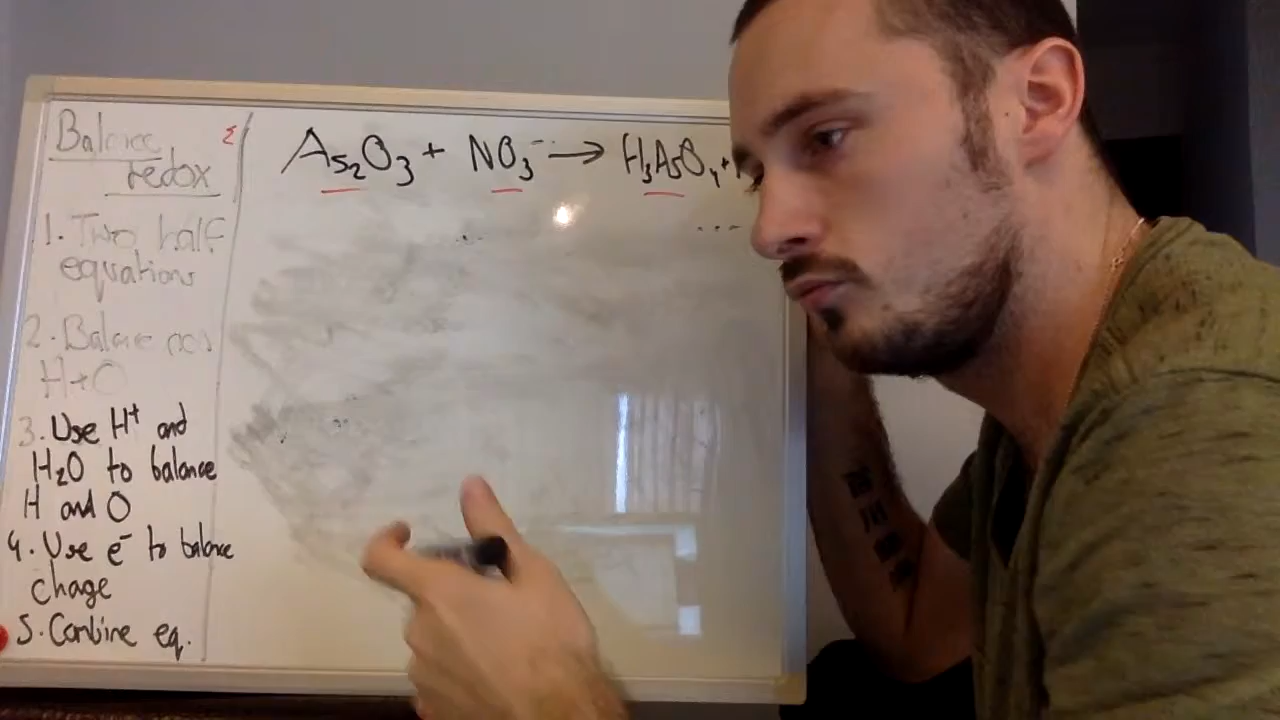 Balance
redox
Σ
1. Two half
equations
2. Balance non
H+O
3. Use H⁺ and
H₂O to balance
H and O
4. Use e⁻ to balance
chage
5. Combine eq.
As₂O₃ + NO₃⁻ → H₃AsO₄ +